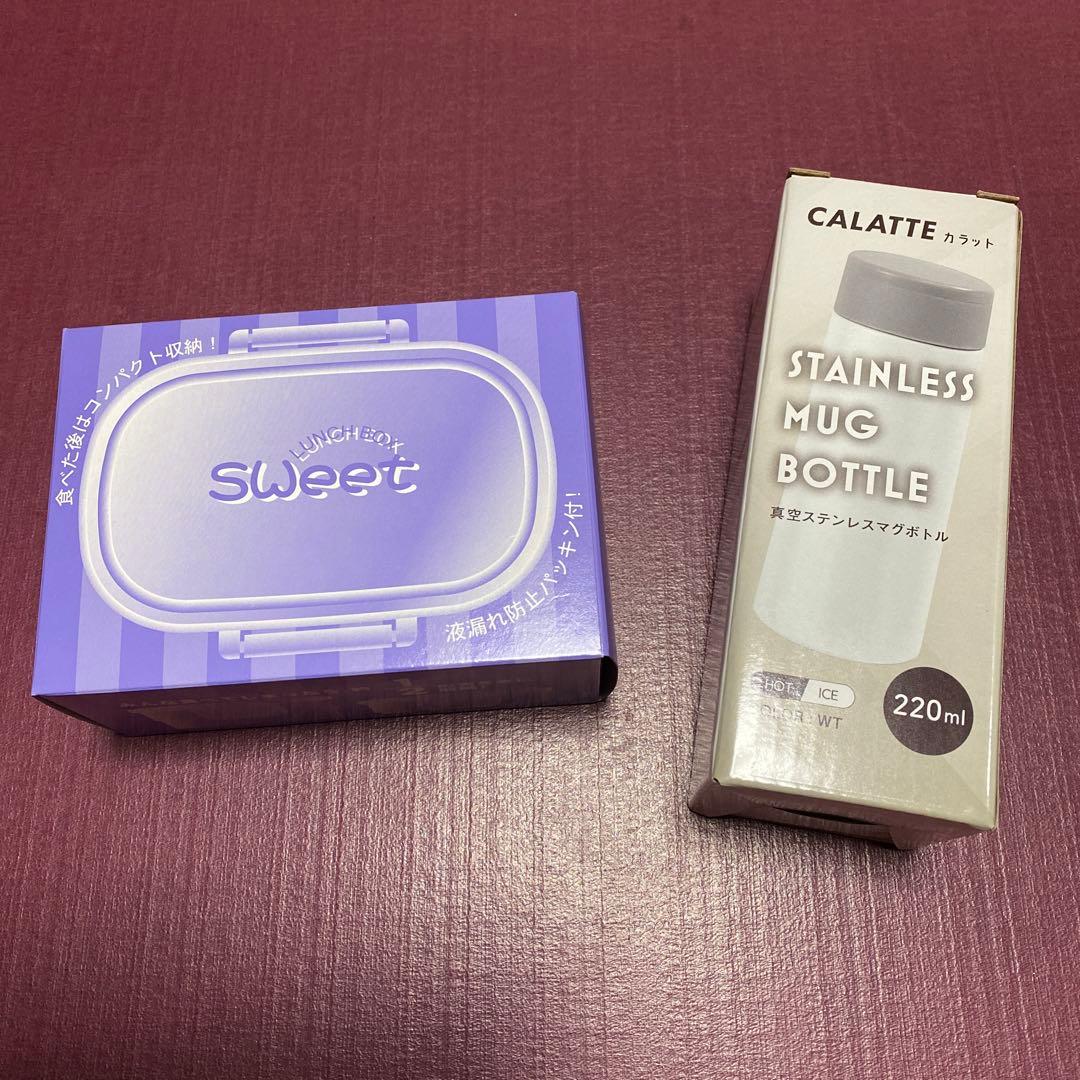 食べた後はコンパクト収納!
LUNCH BOX
sweet
液漏れ防止パッキン付!
CALATTE カラット
STAINLESS
MUG
BOTTLE
真空ステンレスマグボトル
HOT ICE
COLOR : WT
220ml